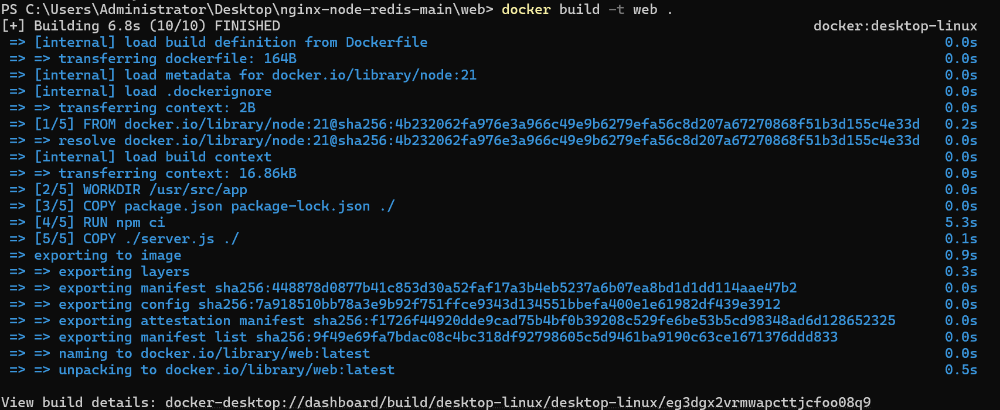 PS C:\Users\Administrator\Desktop\nginx-node-redis-main\web> docker build -t web .
[+] Building 6.8s (10/10) FINISHED docker:desktop-linux
=> [internal] load build definition from Dockerfile 0.0s
=> => transferring dockerfile: 164B 0.0s
=> [internal] load metadata for docker.io/library/node:21 0.0s
=> [internal] load .dockerignore 0.0s
=> => transferring context: 2B 0.0s
=> [1/5] FROM docker.io/library/node:21@sha256:4b232062fa976e3a966c49e9b6279efa56c8d207a67270868f51b3d155c4e33d 0.2s
=> => resolve docker.io/library/node:21@sha256:4b232062fa976e3a966c49e9b6279efa56c8d207a67270868f51b3d155c4e33d 0.0s
=> [internal] load build context 0.0s
=> => transferring context: 16.86kB 0.0s
=> [2/5] WORKDIR /usr/src/app 0.0s
=> [3/5] COPY package.json package-lock.json ./ 0.0s
=> [4/5] RUN npm ci 5.3s
=> [5/5] COPY ./server.js ./ 0.1s
=> exporting to image 0.9s
=> => exporting layers 0.3s
=> => exporting manifest sha256:448878d0877b41c853d30a52faf17a3b4eb5237a6b07ea8bd1d1dd114aae47b2 0.0s
=> => exporting config sha256:7a918510bb78a3e9b92f751ffce9343d134551bbefa400e1e61982df439e3912 0.0s
=> => exporting attestation manifest sha256:f1726f44920dde9cad75b4bf0b39208c529fe6be53b5cd98348ad6d128652325 0.0s
=> => exporting manifest list sha256:9f49e69fa7bdac08c4bc318df92798605c5d9461ba9190c63ce1671376ddd833 0.0s
=> => naming to docker.io/library/web:latest 0.0s
=> => unpacking to docker.io/library/web:latest 0.5s
View build details: docker-desktop://dashboard/build/desktop-linux/desktop-linux/eg3dgx2vrmwapcttjcfoo08q9